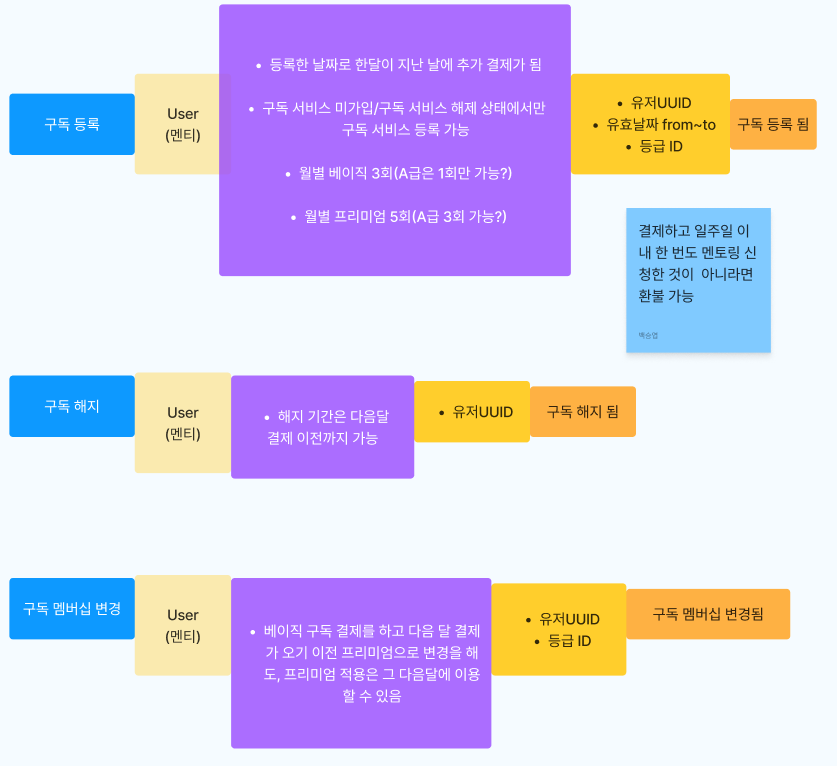 구독 등록
User
(멘티)
• 등록한 날짜로 한달이 지난 날에 추가 결제가 됨
• 구독 서비스 미가입/구독 서비스 해제 상태에서만
구독 서비스 등록 가능
• 월별 베이직 3회(A급은 1회만 가능?)
• 월별 프리미엄 5회(A급 3회 가능?)
• 유저UUID
• 유효날짜 from~to
• 등급 ID
구독 등록 됨
결제하고 일주일 이
내 한 번도 멘토링 신
청한 것이 아니라면
환불 가능
백승엽
구독 해지
User
(멘티)
• 해지 기간은 다음달
결제 이전까지 가능
• 유저UUID
구독 해지 됨
구독 멤버십 변경
User
(멘티)
• 베이직 구독 결제를 하고 다음 달 결제
가 오기 이전 프리미엄으로 변경을 해
도, 프리미엄 적용은 그 다음달에 이용
할 수 있음
• 유저UUID
• 등급 ID
구독 멤버십 변경됨